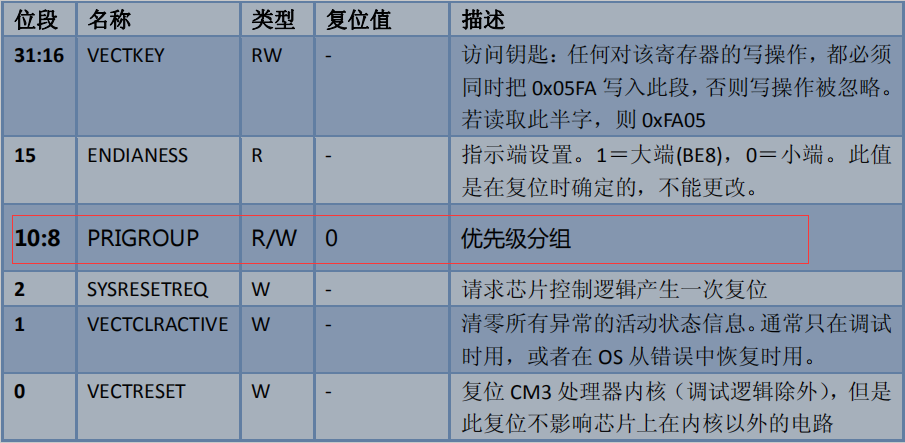 位段 名称 类型 复位值 描述
31:16 VECTKEY RW - 访问钥匙：任何对该寄存器的写操作，都必须
同时把 0x05FA 写入此段，否则写操作被忽略。
若读取此半字，则 0xFA05
15 ENDIANESS R - 指示端设置。1＝大端(BE8)，0＝小端。此值
是在复位时确定的，不能更改。
10:8 PRIGROUP R/W 0 优先级分组
2 SYSRESETREQ W - 请求芯片控制逻辑产生一次复位
1 VECTCLRACTIVE W - 清零所有异常的活动状态信息。通常只在调试
时用，或者在 OS 从错误中恢复时用。
0 VECTRESET W - 复位 CM3 处理器内核（调试逻辑除外），但是
此复位不影响芯片上在内核以外的电路